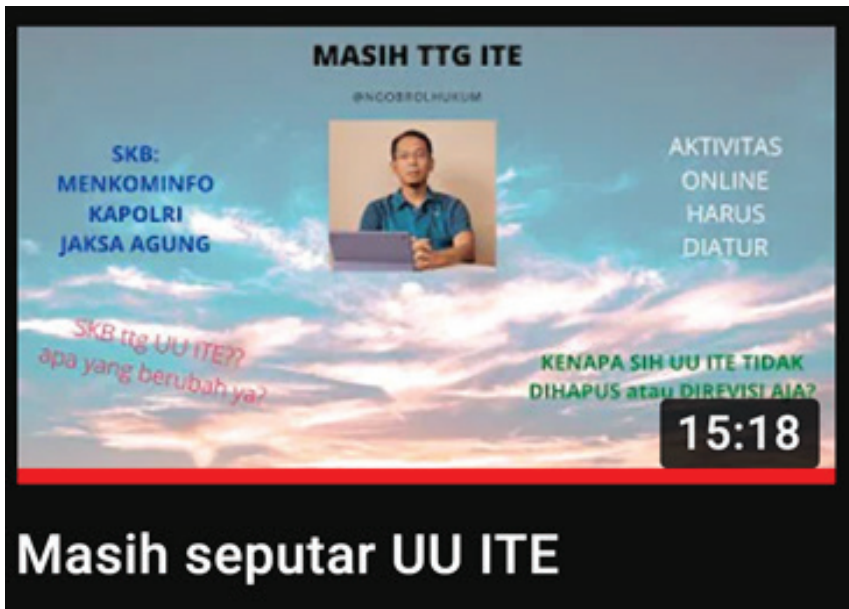 MASIH TTG ITE
@NGOBROLHUKUM
SKB:
MENKOMINFO
KAPOLRI
JAKSA AGUNG
AKTIVITAS
ONLINE
HARUS
DIATUR
SKB ttg UU ITE??
apa yang berubah ya?
KENAPA SIH UU ITE TIDAK
DIHAPUS atau DIREVISI AJA?
15:18
Masih seputar UU ITE